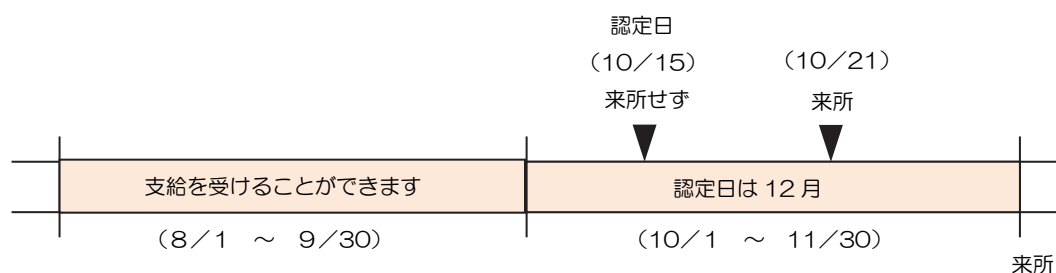 認定日
（10／15）
来所せず
（10／21）
来所
支給を受けることができます
認定日は 12 月
（8／1　～　9／30）
（10／1　～　11／30）
来所